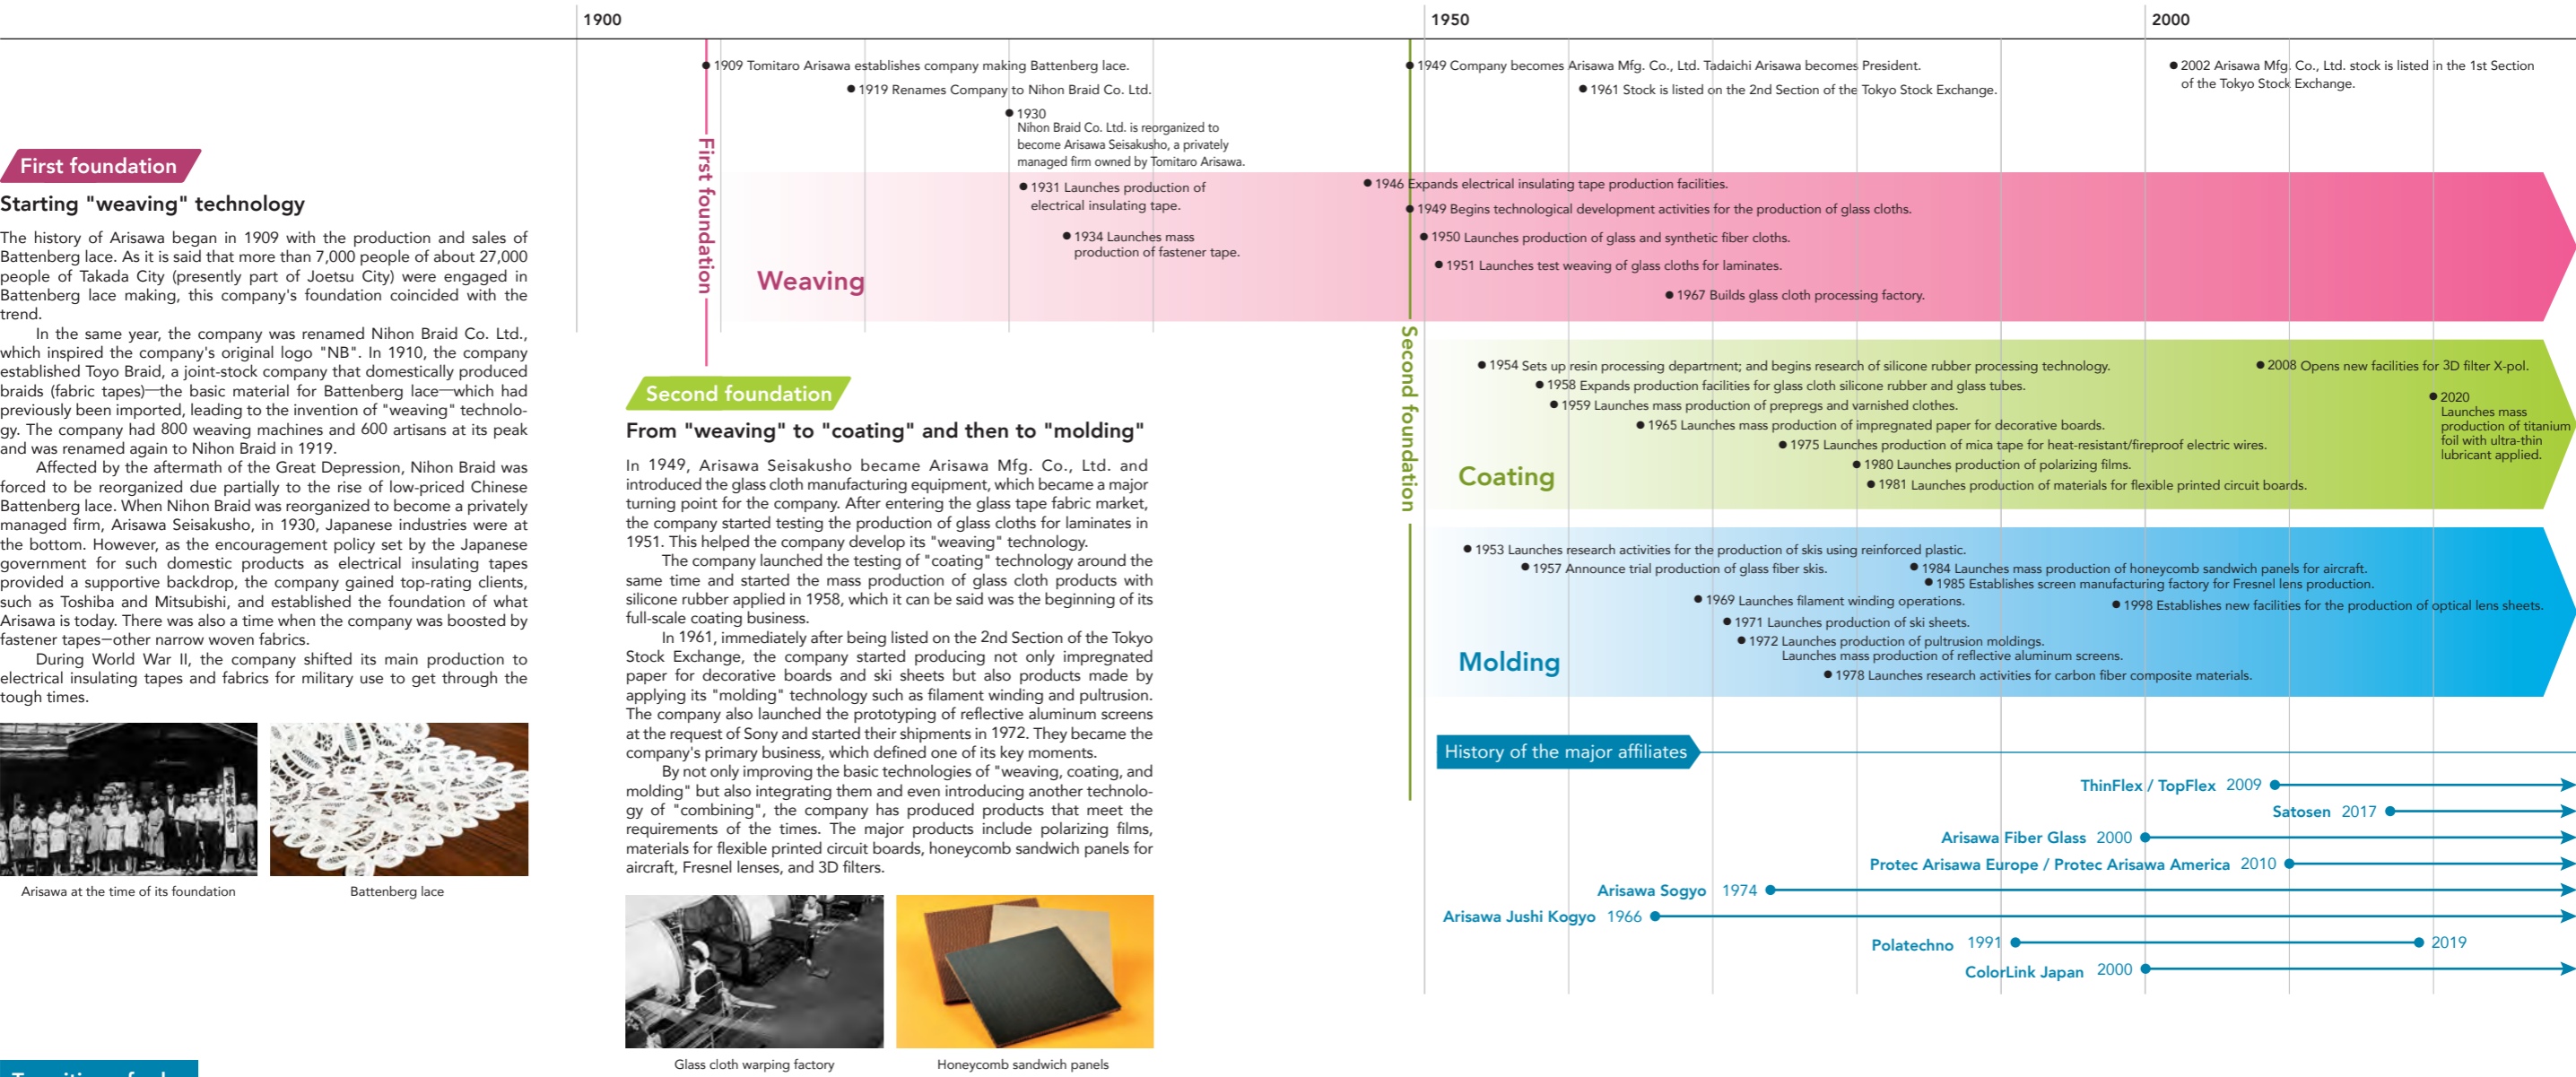 1900
1950
2000
1909 Tomitaro Arisawa establishes company making Battenberg lace.
1919 Renames Company to Nihon Braid Co. Ltd.
1930
Nihon Braid Co. Ltd. is reorganized to
become Arisawa Seisakusho, a privately
managed firm owned by Tomitaro Arisawa.
1949 Company becomes Arisawa Mfg. Co., Ltd. Tadaichi Arisawa becomes President.
1961 Stock is listed on the 2nd Section of the Tokyo Stock Exchange.
2002 Arisawa Mfg. Co., Ltd. stock is listed in the 1st Section
of the Tokyo Stock Exchange.
First foundation
Starting "weaving" technology
The history of Arisawa began in 1909 with the production and sales of
Battenberg lace. As it is said that more than 7,000 people of about 27,000
people of Takada City (presently part of Joetsu City) were engaged in
Battenberg lace making, this company's foundation coincided with the
trend.
In the same year, the company was renamed Nihon Braid Co. Ltd.,
which inspired the company's original logo "NB". In 1910, the company
established Toyo Braid, a joint-stock company that domestically produced
braids (fabric tapes)—the basic material for Battenberg lace—which had
previously been imported, leading to the invention of "weaving" technolo-
gy. The company had 800 weaving machines and 600 artisans at its peak
and was renamed again to Nihon Braid in 1919.
Affected by the aftermath of the Great Depression, Nihon Braid was
forced to be reorganized due partially to the rise of low-priced Chinese
Battenberg lace. When Nihon Braid was reorganized to become a privately
managed firm, Arisawa Seisakusho, in 1930, Japanese industries were at
the bottom. However, as the encouragement policy set by the Japanese
government for such domestic products as electrical insulating tapes
provided a supportive backdrop, the company gained top-rating clients,
such as Toshiba and Mitsubishi, and established the foundation of what
Arisawa is today. There was also a time when the company was boosted by
fastener tapes—other narrow woven fabrics.
During World War II, the company shifted its main production to
electrical insulating tapes and fabrics for military use to get through the
tough times.
Arisawa at the time of its foundation
Battenberg lace
First foundation
Weaving
1931 Launches production of
electrical insulating tape.
1934 Launches mass
production of fastener tape.
1946 Expands electrical insulating tape production facilities.
1949 Begins technological development activities for the production of glass cloths.
1950 Launches production of glass and synthetic fiber cloths.
1951 Launches test weaving of glass cloths for laminates.
1967 Builds glass cloth processing factory.
Second foundation
From "weaving" to "coating" and then to "molding"
In 1949, Arisawa Seisakusho became Arisawa Mfg. Co., Ltd. and
introduced the glass cloth manufacturing equipment, which became a major
turning point for the company. After entering the glass tape fabric market,
the company started testing the production of glass cloths for laminates in
1951. This helped the company develop its "weaving" technology.
The company launched the testing of "coating" technology around the
same time and started the mass production of glass cloth products with
silicone rubber applied in 1958, which it can be said was the beginning of its
full-scale coating business.
In 1961, immediately after being listed on the 2nd Section of the Tokyo
Stock Exchange, the company started producing not only impregnated
paper for decorative boards and ski sheets but also products made by
applying its "molding" technology such as filament winding and pultrusion.
The company also launched the prototyping of reflective aluminum screens
at the request of Sony and started their shipments in 1972. They became the
company's primary business, which defined one of its key moments.
By not only improving the basic technologies of "weaving, coating, and
molding" but also integrating them and even introducing another technolo-
gy of "combining", the company has produced products that meet the
requirements of the times. The major products include polarizing films,
materials for flexible printed circuit boards, honeycomb sandwich panels for
aircraft, Fresnel lenses, and 3D filters.
Glass cloth warping factory
Honeycomb sandwich panels
Second foundation
Coating
1954 Sets up resin processing department; and begins research of silicone rubber processing technology.
1958 Expands production facilities for glass cloth silicone rubber and glass tubes.
1959 Launches mass production of prepregs and varnished clothes.
1965 Launches mass production of impregnated paper for decorative boards.
1975 Launches production of mica tape for heat-resistant/fireproof electric wires.
1980 Launches production of polarizing films.
1981 Launches production of materials for flexible printed circuit boards.
2008 Opens new facilities for 3D filter X-pol.
2020
Launches mass
production of titanium
foil with ultra-thin
lubricant applied.
Molding
1953 Launches research activities for the production of skis using reinforced plastic.
1957 Announce trial production of glass fiber skis.
1984 Launches mass production of honeycomb sandwich panels for aircraft.
1985 Establishes screen manufacturing factory for Fresnel lens production.
1969 Launches filament winding operations.
1998 Establishes new facilities for the production of optical lens sheets.
1971 Launches production of ski sheets.
1972 Launches production of pultrusion moldings.
Launches mass production of reflective aluminum screens.
1978 Launches research activities for carbon fiber composite materials.
History of the major affiliates
ThinFlex / TopFlex 2009
Satosen 2017
Arisawa Fiber Glass 2000
Protec Arisawa Europe / Protec Arisawa America 2010
Arisawa Sogyo 1974
Arisawa Jushi Kogyo 1966
Polatechno 1991
2019
ColorLink Japan 2000